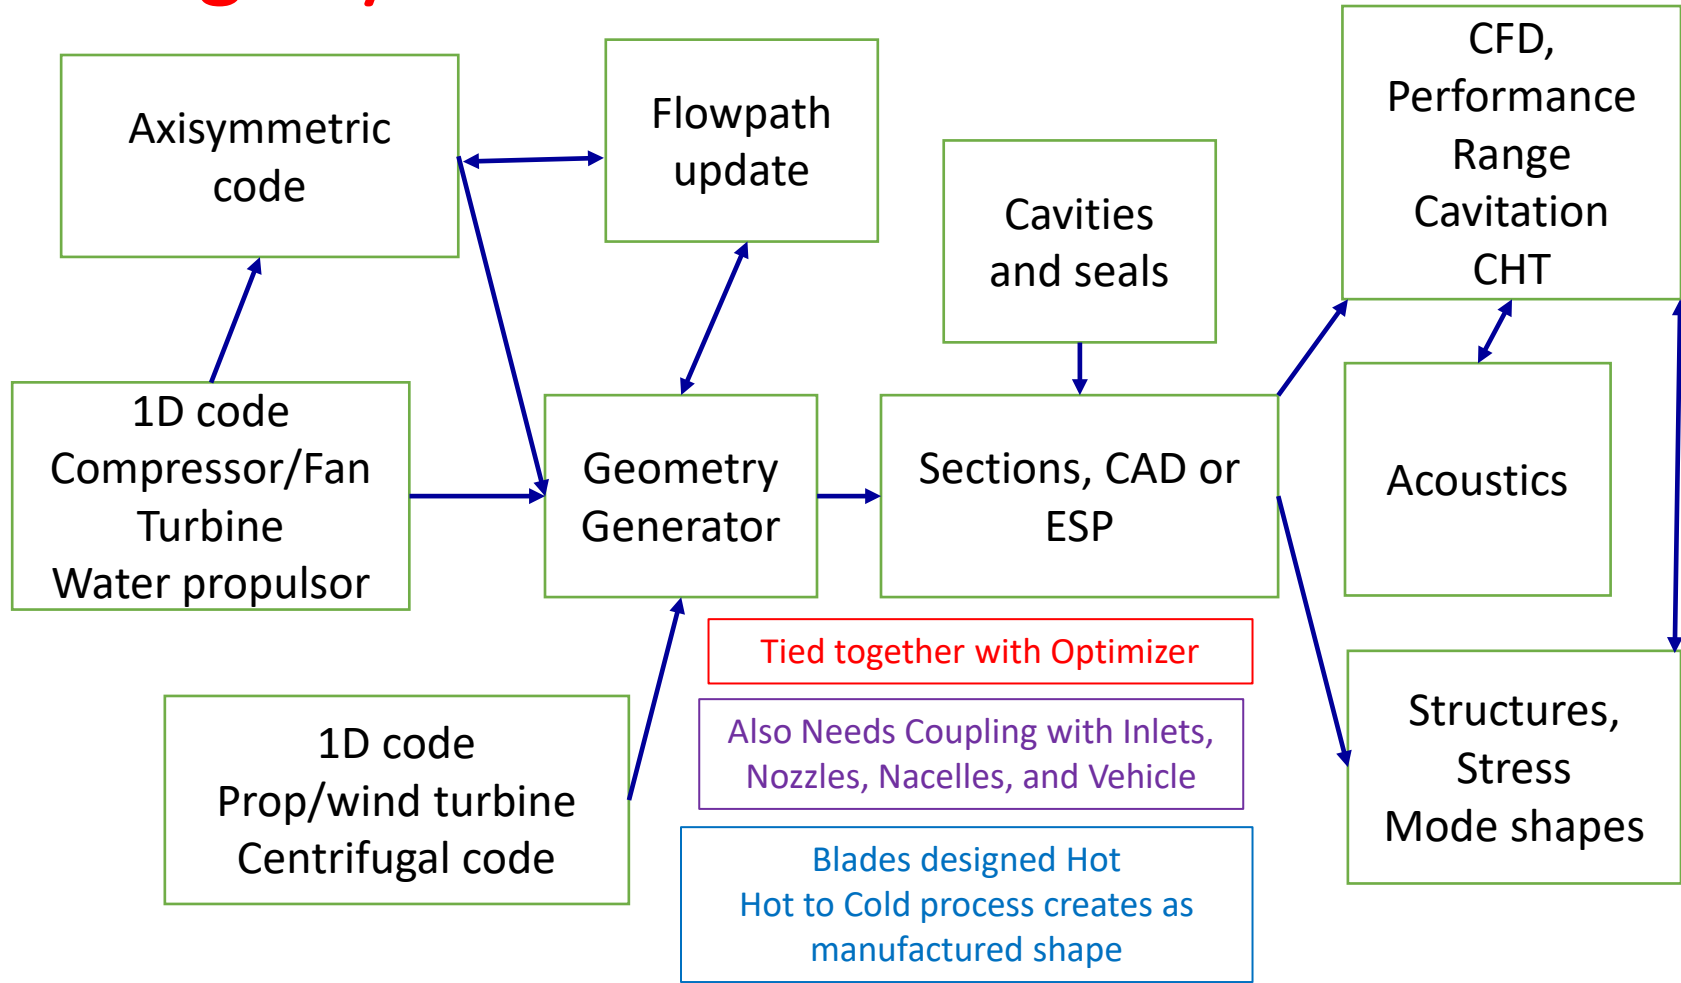 Axisymmetric
code
Flowpath
update
Cavities
and seals
CFD,
Performance
Range
Cavitation
CHT
1D code
Compressor/Fan
Turbine
Water propulsor
Geometry
Generator
Sections, CAD or
ESP
Acoustics
Tied together with Optimizer
Also Needs Coupling with Inlets,
Nozzles, Nacelles, and Vehicle
Blades designed Hot
Hot to Cold process creates as
manufactured shape
1D code
Prop/wind turbine
Centrifugal code
Structures,
Stress
Mode shapes